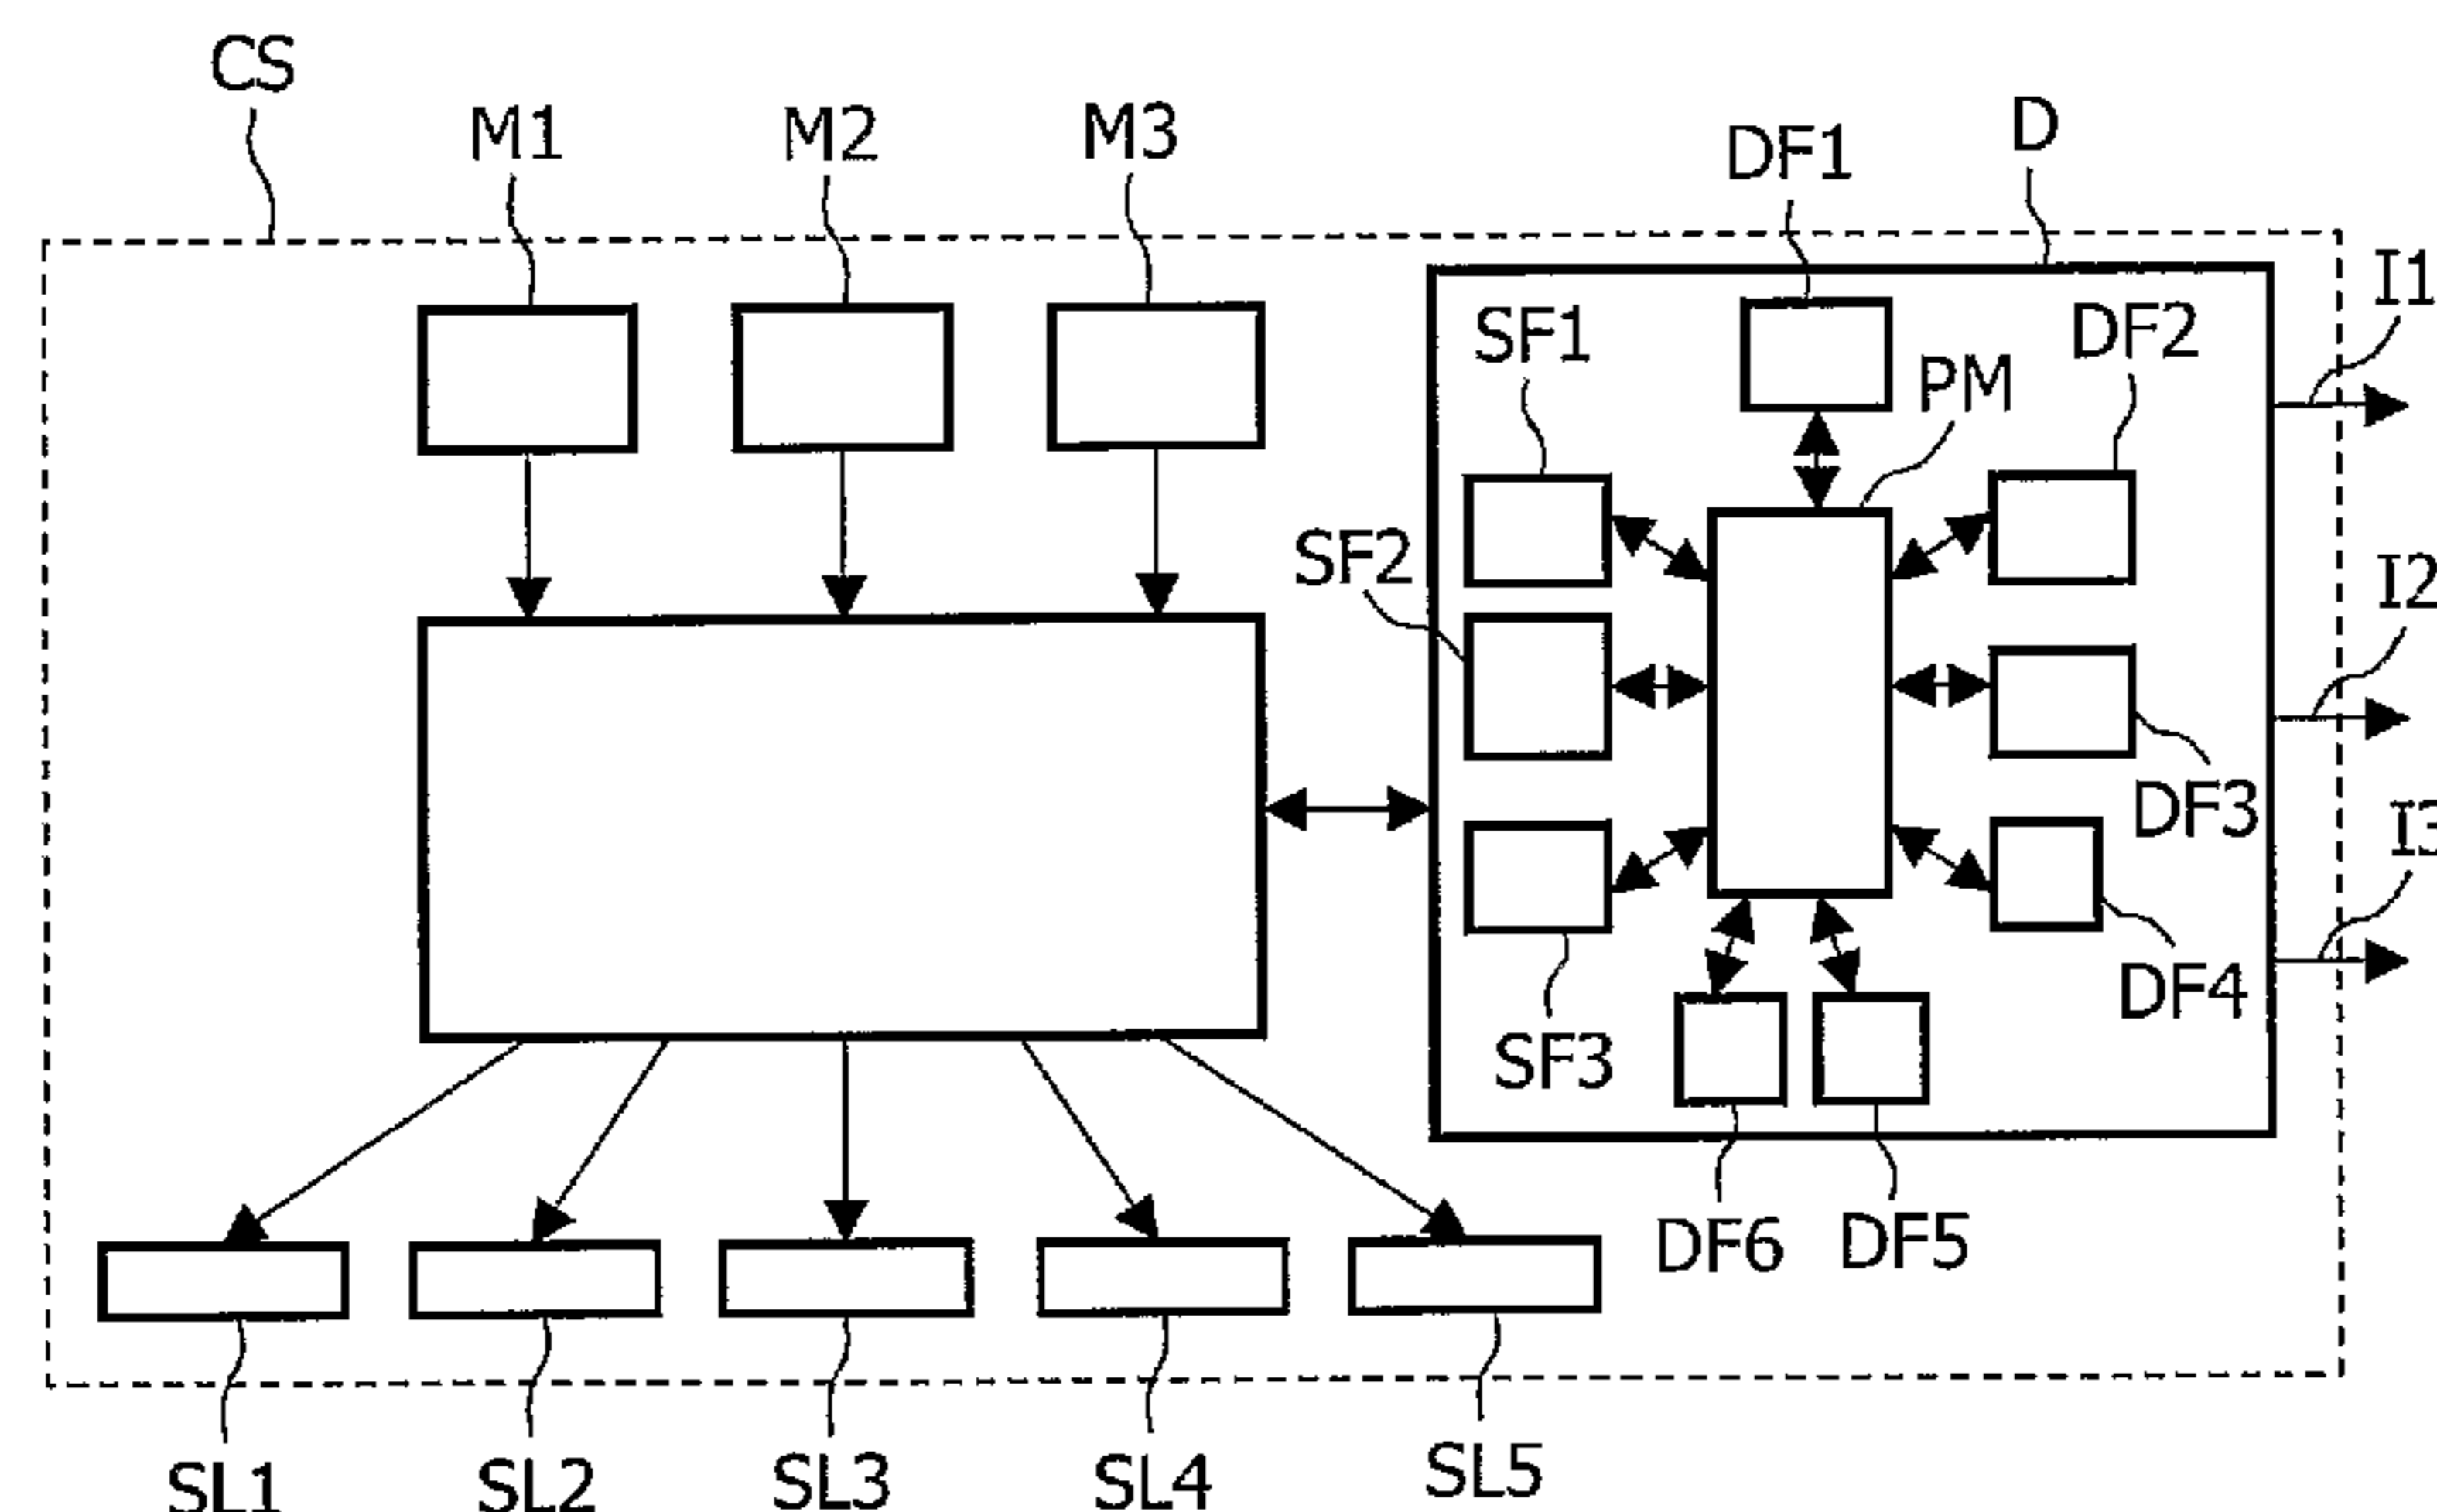 CS
M1 M2 M3
DF1
D
I1
SF1
DF2
PM
SF2
I2
DF3
I3
DF4
SF3
DF6 DF5
SL1 SL2 SL3 SL4 SL5